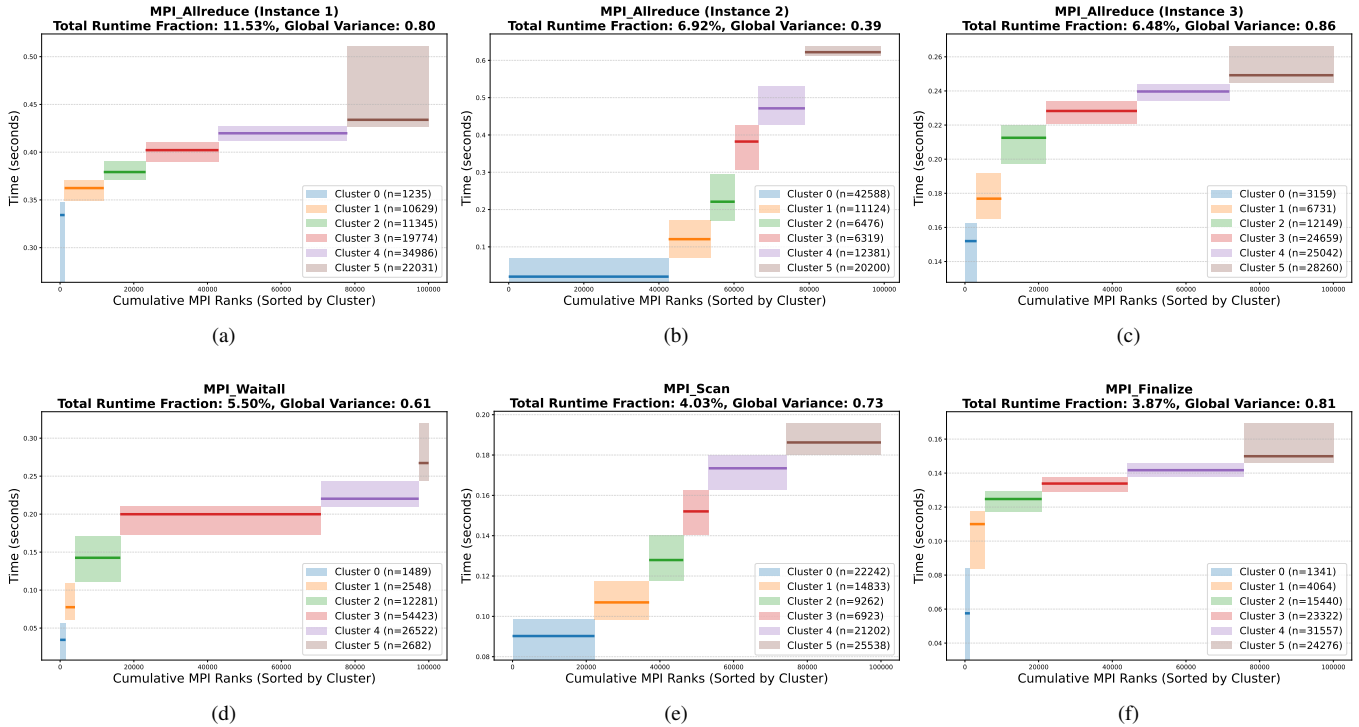 MPI_Allreduce (Instance 1)
Total Runtime Fraction: 11.53%, Global Variance: 0.80
0.50
0.45
0.40
0.35
0.30
Time (seconds)
Cluster 0 (n=1235)
Cluster 1 (n=10629)
Cluster 2 (n=11345)
Cluster 3 (n=19774)
Cluster 4 (n=34986)
Cluster 5 (n=22031)
0
20000
40000
60000
80000
100000
Cumulative MPI Ranks (Sorted by Cluster)
(a)
MPI_Allreduce (Instance 2)
Total Runtime Fraction: 6.92%, Global Variance: 0.39
0.6
0.5
0.4
0.3
0.2
0.1
Time (seconds)
Cluster 0 (n=42588)
Cluster 1 (n=11124)
Cluster 2 (n=6476)
Cluster 3 (n=6319)
Cluster 4 (n=12381)
Cluster 5 (n=20200)
0
20000
40000
60000
80000
100000
Cumulative MPI Ranks (Sorted by Cluster)
(b)
MPI_Allreduce (Instance 3)
Total Runtime Fraction: 6.48%, Global Variance: 0.86
0.26
0.24
0.22
0.20
0.18
0.16
0.14
Time (seconds)
Cluster 0 (n=3159)
Cluster 1 (n=6731)
Cluster 2 (n=12149)
Cluster 3 (n=24659)
Cluster 4 (n=25042)
Cluster 5 (n=28260)
0
20000
40000
60000
80000
100000
Cumulative MPI Ranks (Sorted by Cluster)
(c)
MPI_Waitall
Total Runtime Fraction: 5.50%, Global Variance: 0.61
0.30
0.25
0.20
0.15
0.10
0.05
Time (seconds)
Cluster 0 (n=1489)
Cluster 1 (n=2548)
Cluster 2 (n=12281)
Cluster 3 (n=54423)
Cluster 4 (n=26522)
Cluster 5 (n=2682)
0
20000
40000
60000
80000
100000
Cumulative MPI Ranks (Sorted by Cluster)
(d)
MPI_Scan
Total Runtime Fraction: 4.03%, Global Variance: 0.73
0.20
0.18
0.16
0.14
0.12
0.10
0.08
Time (seconds)
Cluster 0 (n=22242)
Cluster 1 (n=14833)
Cluster 2 (n=9262)
Cluster 3 (n=6923)
Cluster 4 (n=21202)
Cluster 5 (n=25538)
0
20000
40000
60000
80000
100000
Cumulative MPI Ranks (Sorted by Cluster)
(e)
MPI_Finalize
Total Runtime Fraction: 3.87%, Global Variance: 0.81
0.16
0.14
0.12
0.10
0.08
0.06
0.04
Time (seconds)
Cluster 0 (n=1341)
Cluster 1 (n=4064)
Cluster 2 (n=15440)
Cluster 3 (n=23322)
Cluster 4 (n=31557)
Cluster 5 (n=24276)
0
20000
40000
60000
80000
100000
Cumulative MPI Ranks (Sorted by Cluster)
(f)